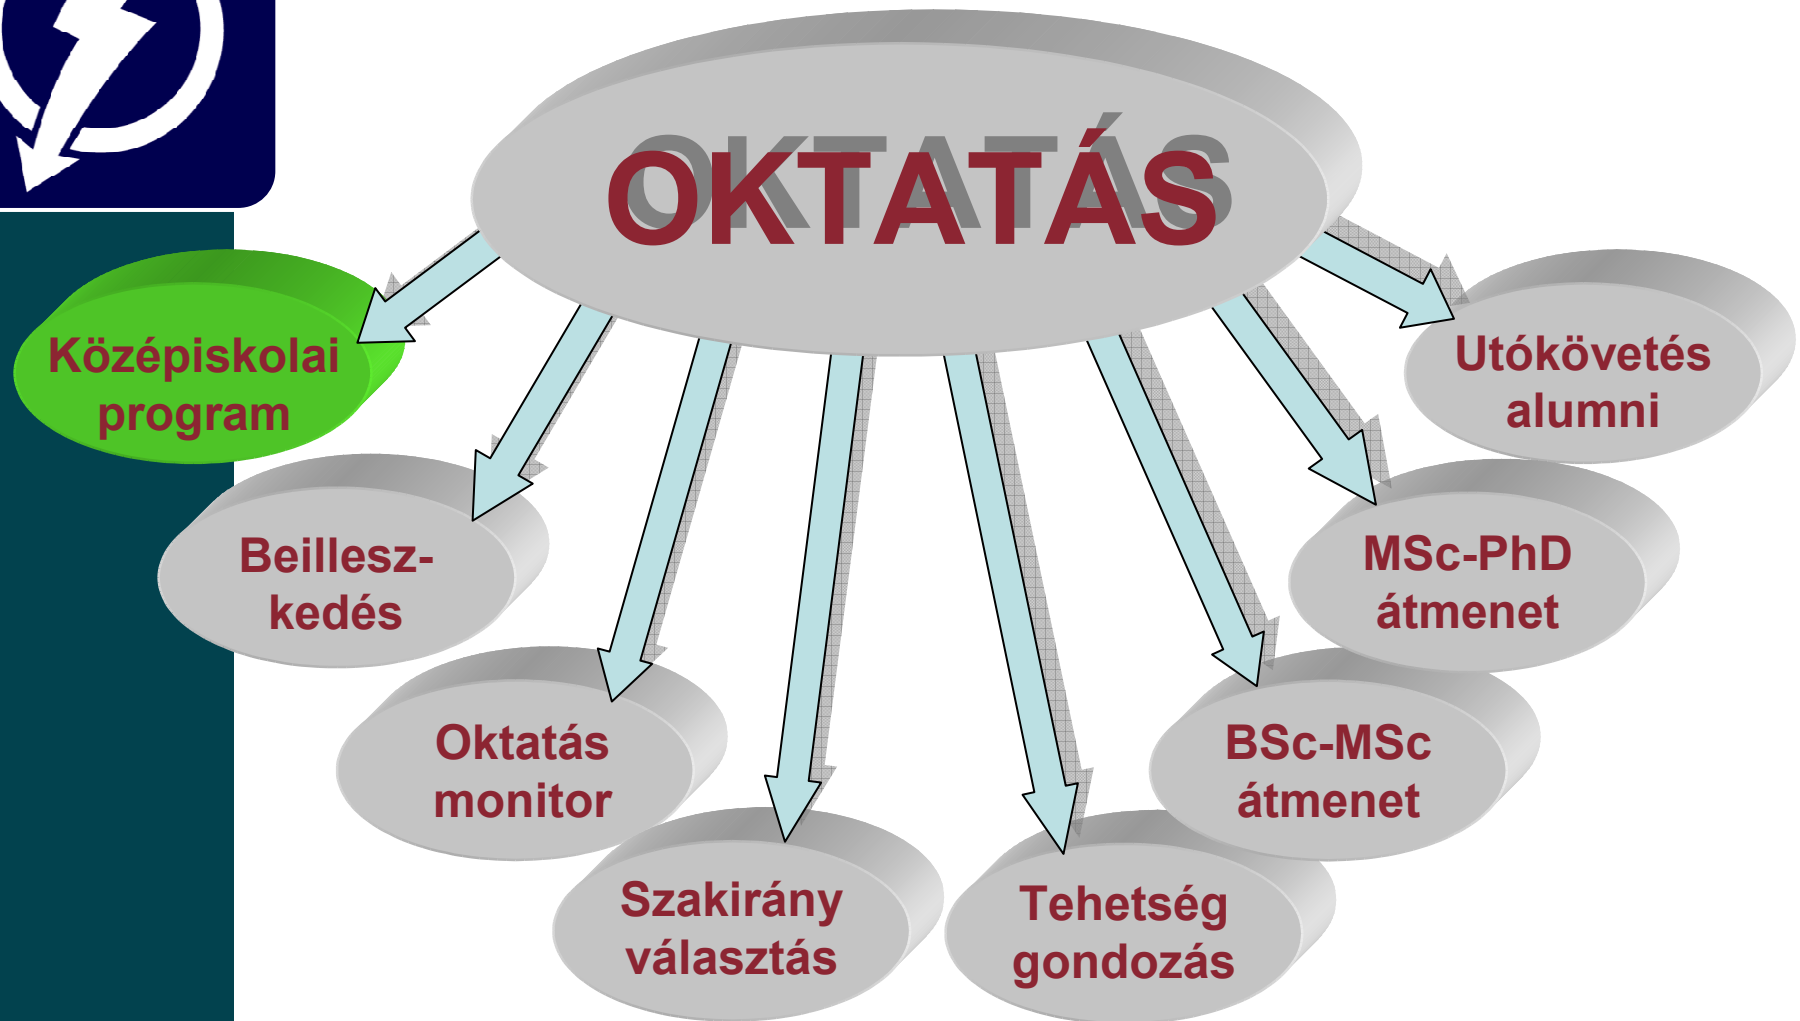 OKTATÁS
Középiskolai
program
Beillesz-
kedés
Oktatás
monitor
Szakirány
választás
Tehetség
gondozás
BSc-MSc
átmenet
MSc-PhD
átmenet
Utókövetés
alumni